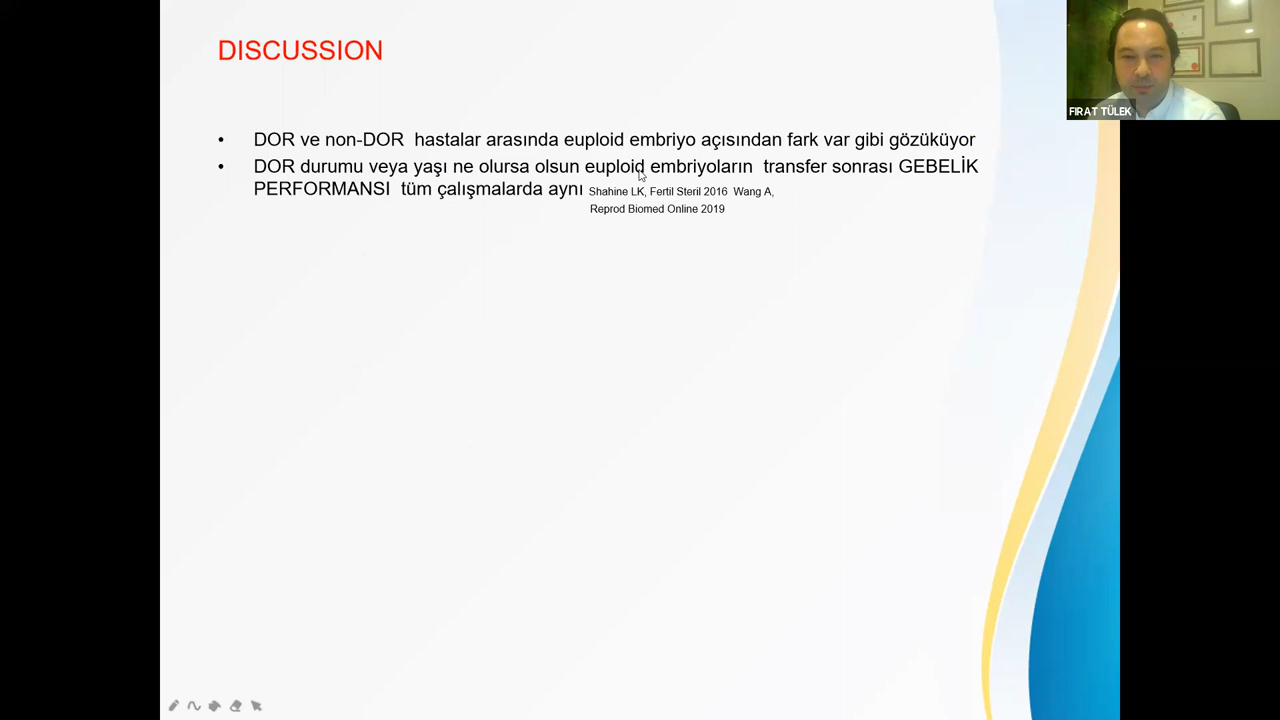 DISCUSSION
FIRAT TÜLEK
• DOR ve non-DOR hastalar arasında euploid embriyo açısından fark var gibi gözüküyor
• DOR durumu veya yaşı ne olursa olsun euploid embriyoların transfer sonrası GEBELİK
PERFORMANSI tüm çalışmalarda aynı Shahine LK, Fertil Steril 2016 Wang A,
Reprod Biomed Online 2019